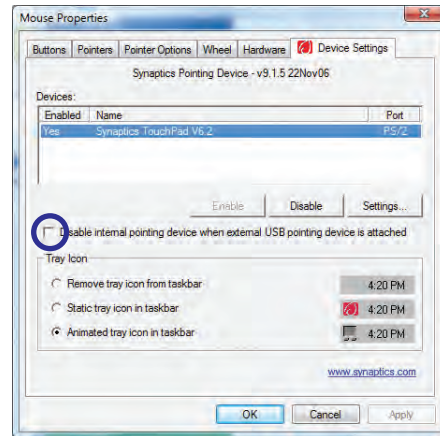 Mouse Properties
Buttons Pointers Pointer Options Wheel Hardware Device Settings
Synaptics Pointing Device - v9.1.5 22Nov06
Devices:
Enabled Name Port
Yes Synaptics TouchPad V6.2 PS/2
Enable Disable Settings...
Disable internal pointing device when external USB pointing device is attached
Tray Icon
Remove tray icon from taskbar 4:20 PM
Static tray icon in taskbar 4:20 PM
Animated tray icon in taskbar 4:20 PM
www.synaptics.com
OK Cancel Apply